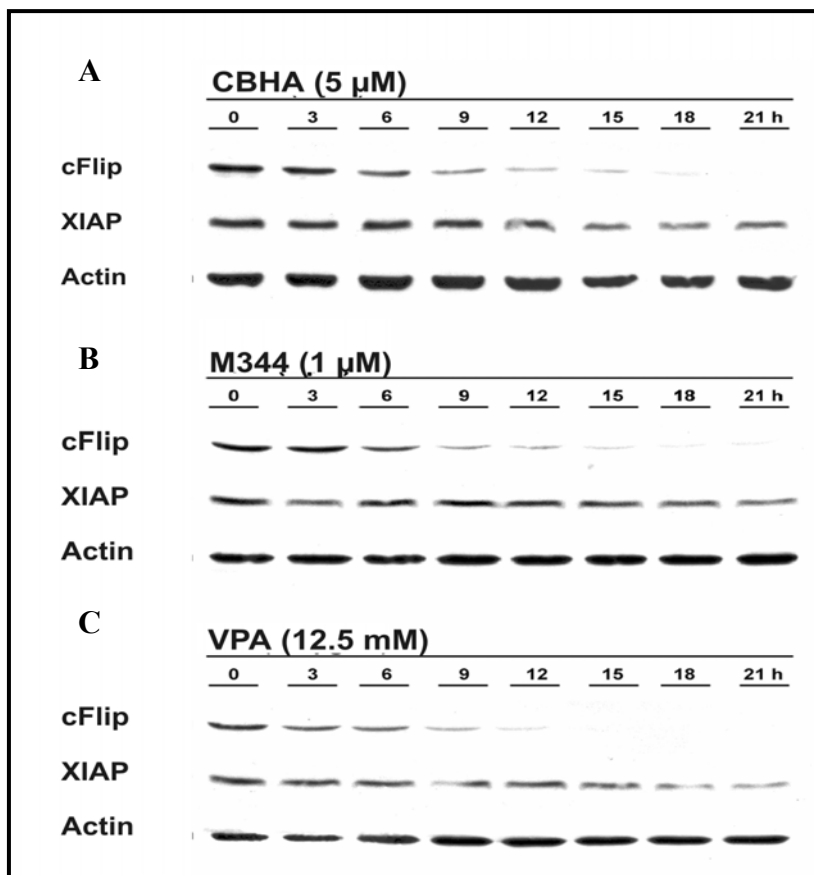 A
CBHA (5 µM)
0 3 6 9 12 15 18 21 h
cFlip
XIAP
Actin
B
M344 (1 µM)
0 3 6 9 12 15 18 21 h
cFlip
XIAP
Actin
C
VPA (12.5 mM)
0 3 6 9 12 15 18 21 h
cFlip
XIAP
Actin